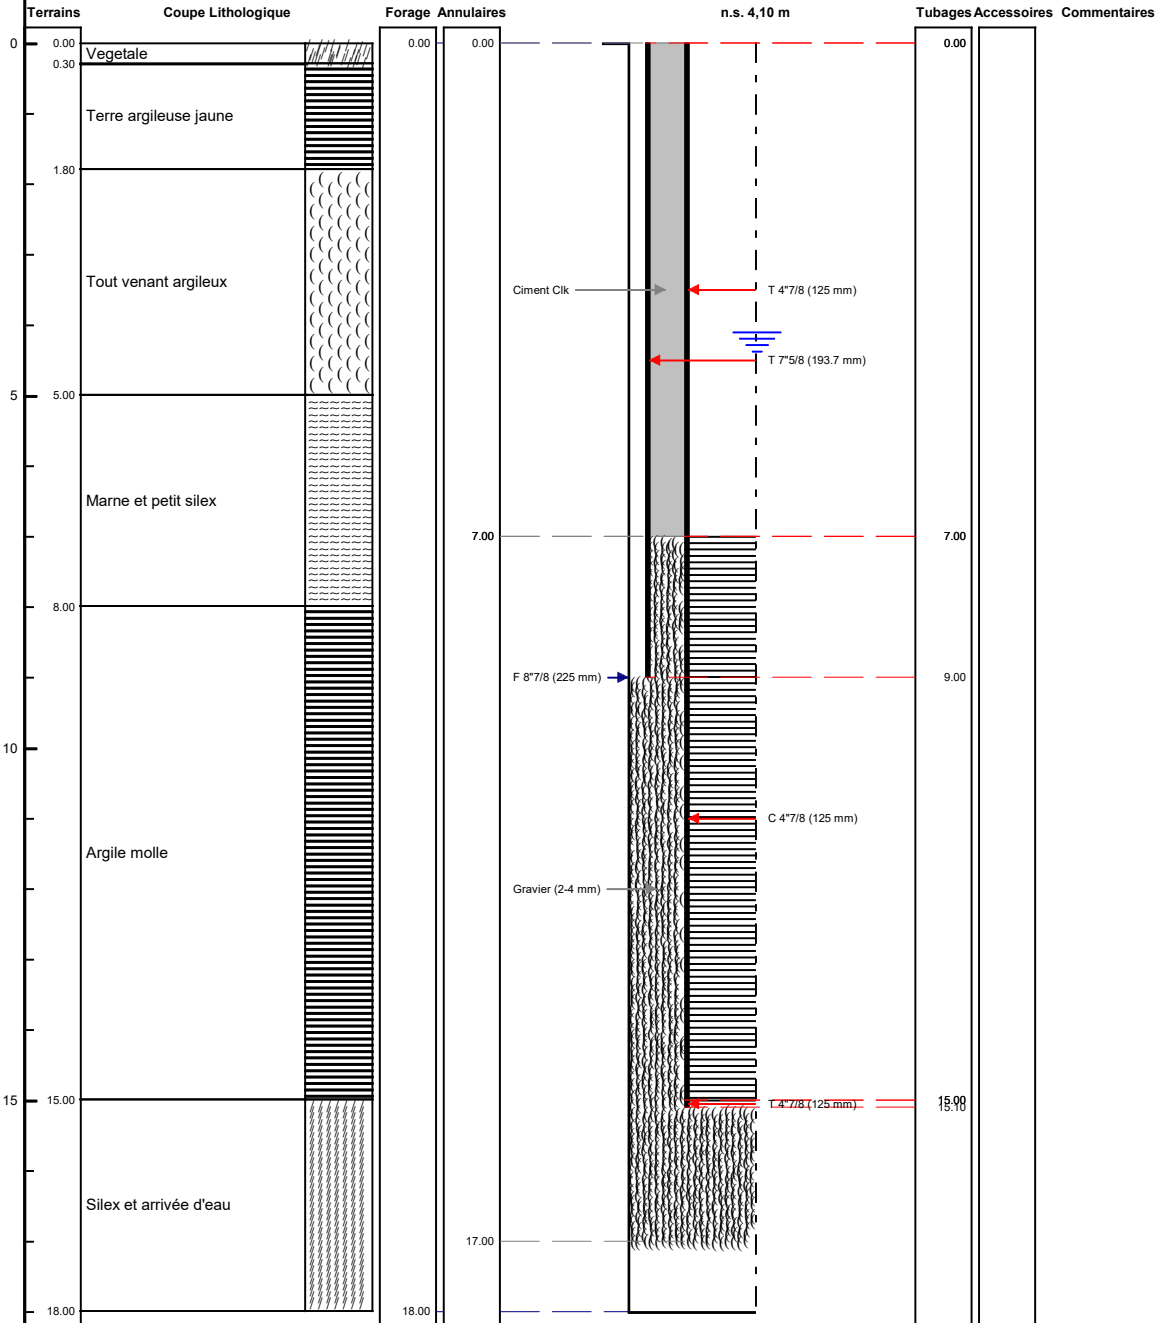 Terrains Coupe Lithologique Forage Annulaires n.s. 4,10 m Tubages Accessoires Commentaires
0 0.00 0.00 0.00 0.00
Vegetale
0.30
Terre argileuse jaune
1.80
Tout venant argileux
Ciment Clk T 4"7/8 (125 mm)
T 7"5/8 (193.7 mm)
5 5.00
Marne et petit silex
7.00 7.00
8.00
F 8"7/8 (225 mm) 9.00
10
C 4"7/8 (125 mm)
Argile molle
Gravier (2-4 mm)
15 15.00 T 4"7/8 (125 mm) 15.00
15.10
Silex et arrivée d'eau
17.00
18.00 18.00